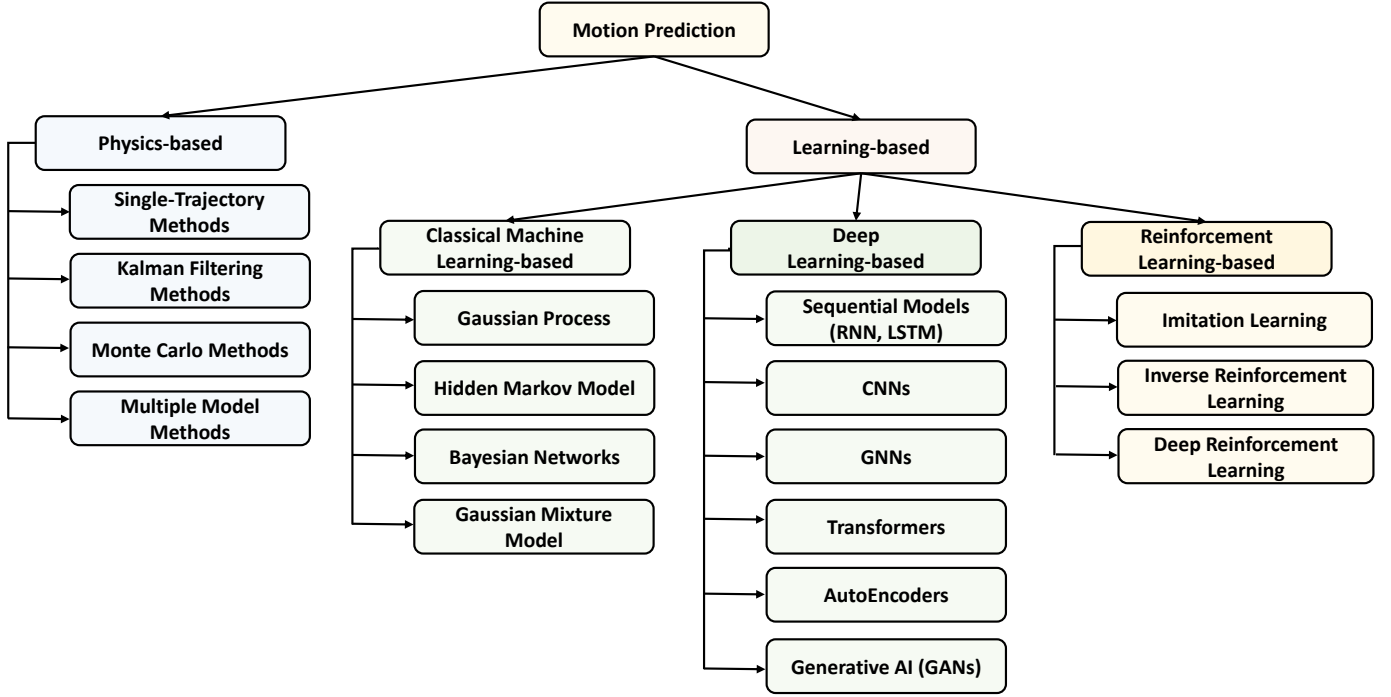 Motion Prediction
Physics-based
Single-Trajectory
Methods
Kalman Filtering
Methods
Monte Carlo Methods
Multiple Model
Methods
Learning-based
Classical Machine
Learning-based
Gaussian Process
Hidden Markov Model
Bayesian Networks
Gaussian Mixture
Model
Deep
Learning-based
Sequential Models
(RNN, LSTM)
CNNs
GNNs
Transformers
AutoEncoders
Generative AI (GANs)
Reinforcement
Learning-based
Imitation Learning
Inverse Reinforcement
Learning
Deep Reinforcement
Learning